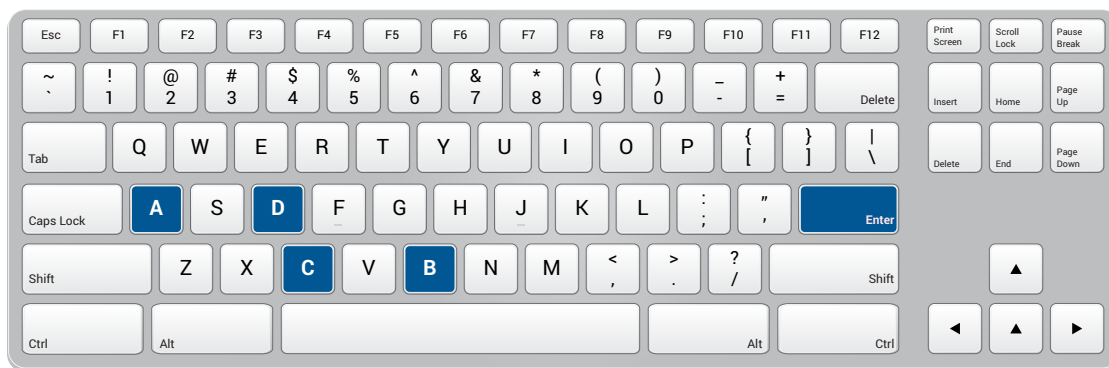 Esc F1 F2 F3 F4 F5 F6 F7 F8 F9 F10 F11 F12 Print Screen Scroll Lock Pause Break
~ ` ! 1 @ 2 # 3 $ 4 % 5 ^ 6 & 7 * 8 ( 9 ) 0 _ - + = Delete Insert Home Page Up
Tab Q W E R T Y U I O P { [ } ] | \ Delete End Page Down
Caps Lock A S D F G H J K L : ; " ' Enter
Shift Z X C V B N M < , > . ? / Shift ▲
Ctrl Alt Alt Ctrl ◀ ▲ ▶